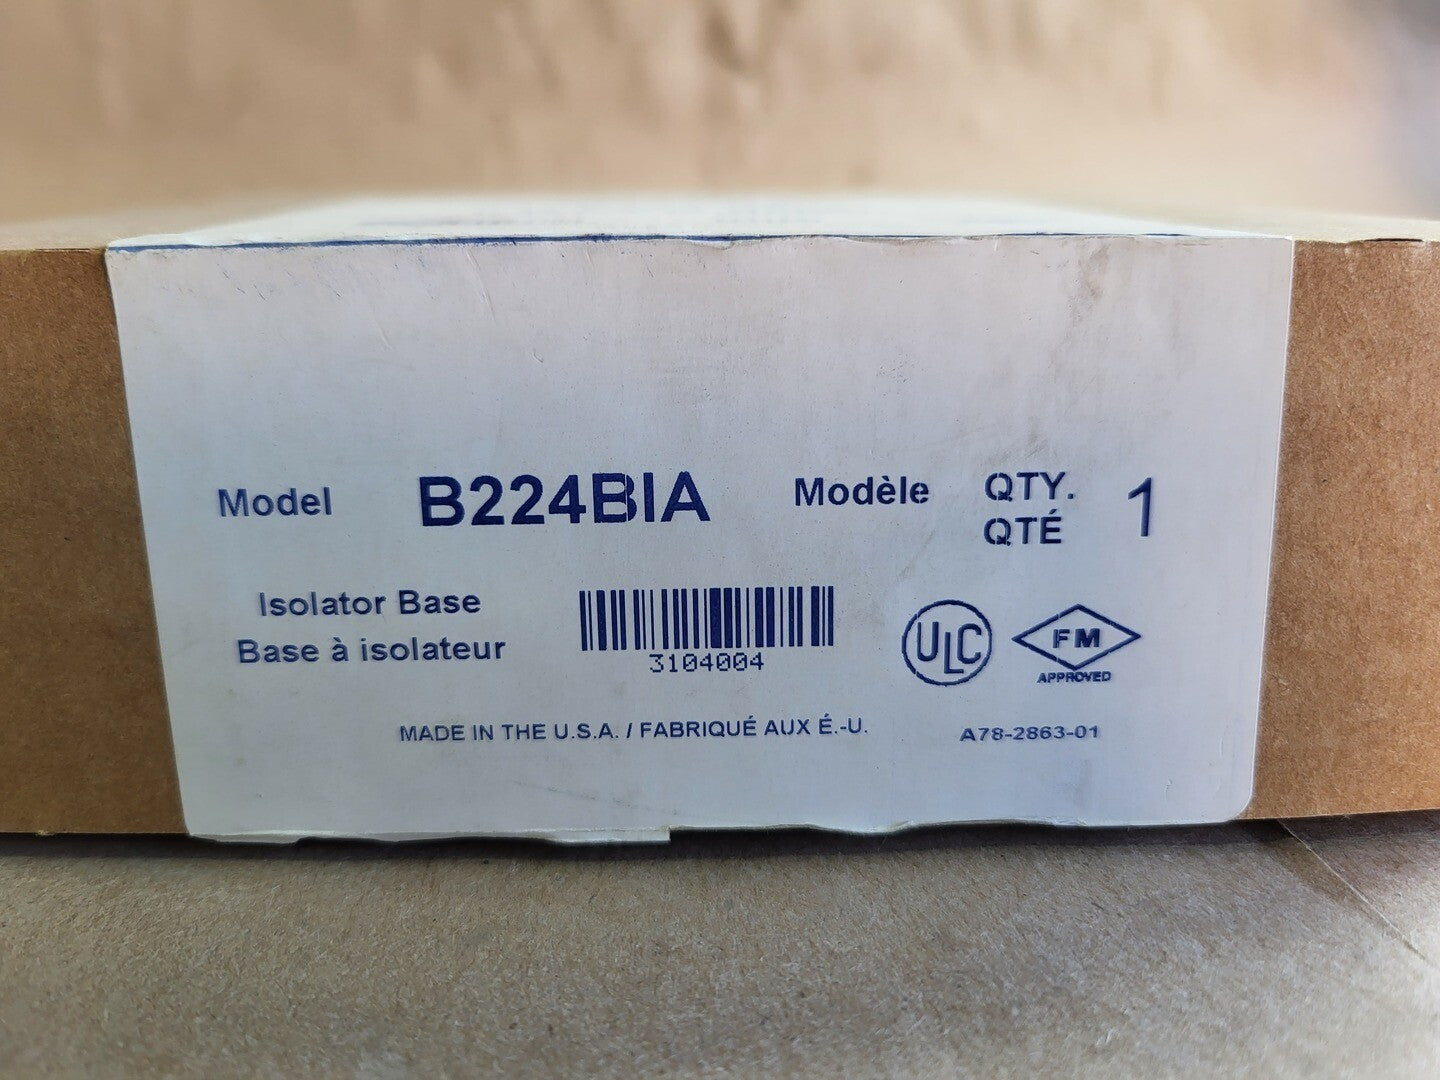 Model B224BIA Modèle QTY. QTÉ 1
Isolator Base
Base à isolateur
3104004
ULC
FM
APPROVED
MADE IN THE U.S.A. / FABRIQUÉ AUX É.-U.
A78-2863-01